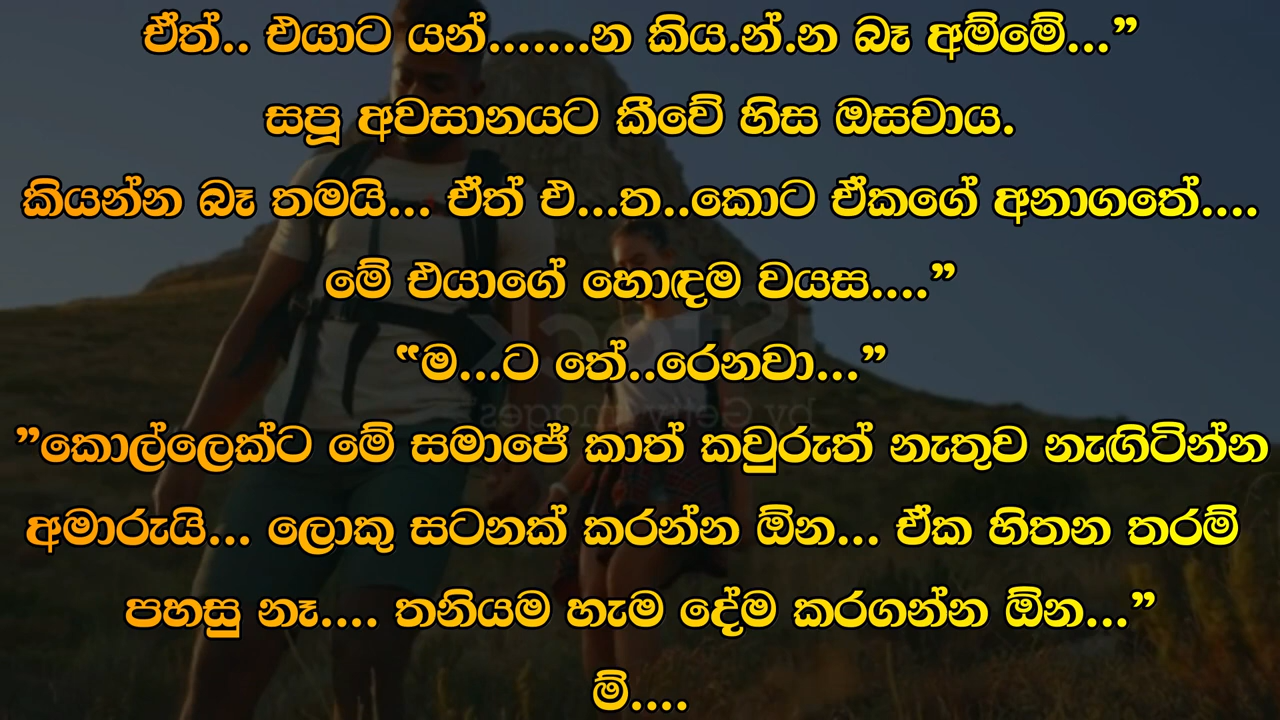 ඒත්.. එයාට යන්.......න කිය.න්.න බෑ අම්මේ...”
සපූ අවසානයට කීවේ හිස ඔසවාය.
කියන්න බෑ තමයි... ඒත් එ...ත..කොට ඒකගේ අනාගතේ....
මේ එයාගේ හොඳම වයස....”
“ම...ට තේ..රෙනවා...”
”කොල්ලෙක්ට මේ සමාජේ කාත් කවුරුත් නැතුව නැඟිටින්න
අමාරුයි... ලොකු සටනක් කරන්න ඕන... ඒක හිතන තරම්
පහසු නෑ.... තනියම හැම දේම කරගන්න ඕන...”
ම්....